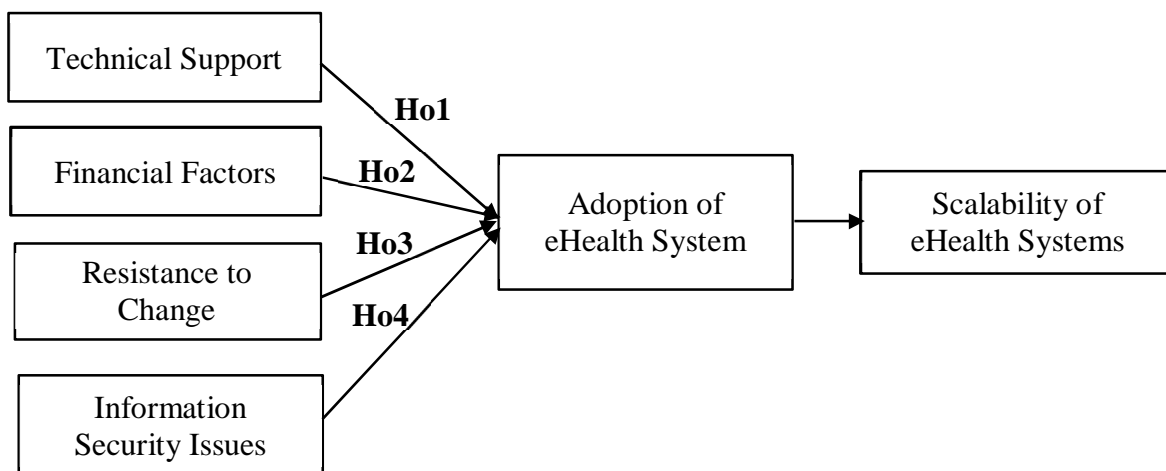 Technical Support
Ho1
Financial Factors
Ho2
Adoption of
eHealth System
Scalability of
eHealth Systems
Resistance to
Change
Ho3
Ho4
Information
Security Issues